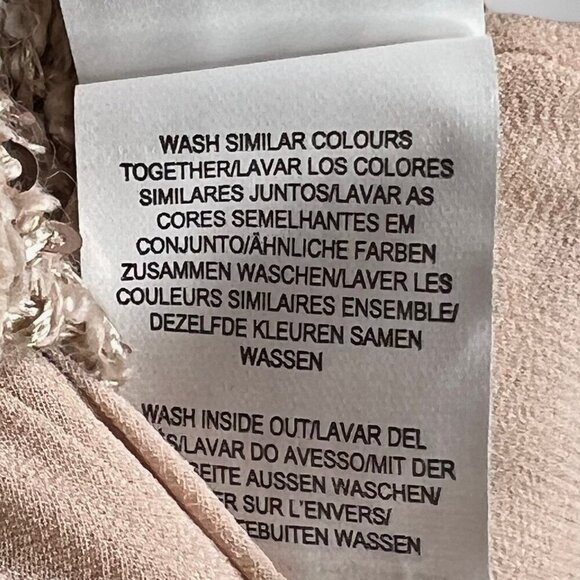 WASH SIMILAR COLOURS
TOGETHER/LAVAR LOS COLORES
SIMILARES JUNTOS/LAVAR AS
CORES SEMELHANTES EM
CONJUNTO/ÄHNLICHE FARBEN
ZUSAMMEN WASCHEN/LAVER LES
COULEURS SIMILAIRES ENSEMBLE/
DEZELFDE KLEUREN SAMEN
WASSEN
WASH INSIDE OUT/LAVAR DEL
/LAVAR DO AVESSO/MIT DER
AUSSEN WASCHEN/
SUR L'ENVERS/
WASSEN